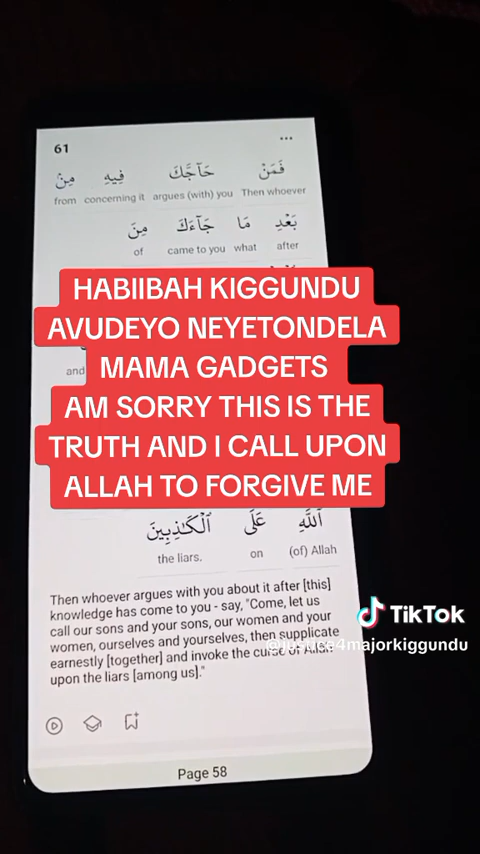 61
فَمَنْ حَآجَّكَ فِيهِ مِنْ
Then whoever argues (with) you concerning it from
بَعْدِ مَا جَآءَكَ مِنَ
after what came to you of
HABIIBAH KIGGUNDU
AVUDEYO NEYETONDELA
MAMA GADGETS
and
AM SORRY THIS IS THE
TRUTH AND I CALL UPON
ALLAH TO FORGIVE ME
ٱللَّهِ عَلَى ٱلْكَـٰذِبِينَ
(of) Allah on the liars.
Then whoever argues with you about it after [this]
knowledge has come to you - say, "Come, let us
call our sons and your sons, our women and your
women, ourselves and yourselves, then supplicate
earnestly [together] and invoke the curse of Allah
upon the liars [among us]."
TikTok
@justice4majorkiggundu
Page 58